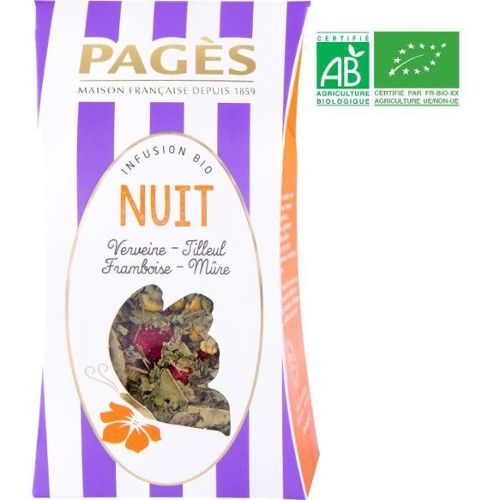 PAGÈS
MAISON FRANÇAISE DEPUIS 1859
INFUSION BIO
NUIT
Verveine - Tilleul
Framboise - Mûre
CERTIFIÉ
AB
AGRICULTURE
BIOLOGIQUE
CERTIFIÉ PAR FR-BIO-XX
AGRICULTURE UE/NON-UE